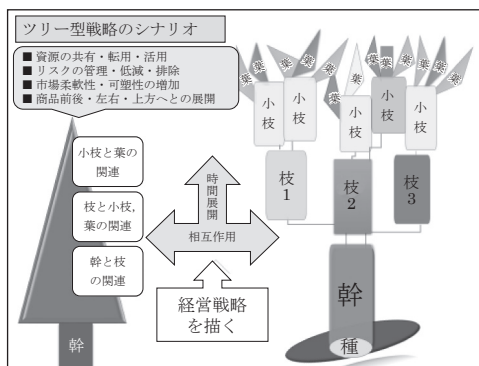 ツリー型戦略のシナリオ
■ 資源の共有・転用・活用
■ リスクの管理・低減・排除
■ 市場柔軟性・可塑性の増加
■ 商品前後・左右・上方への展開
小枝と葉の
関連
枝と小枝,
葉の関連
幹と枝
の関連
幹
時間展開
相互作用
経営戦略
を描く
葉
葉
葉
葉
葉
葉
葉
葉
葉
葉
葉
小枝
小枝
小枝
小枝
小枝
枝1
枝2
枝3
幹
種